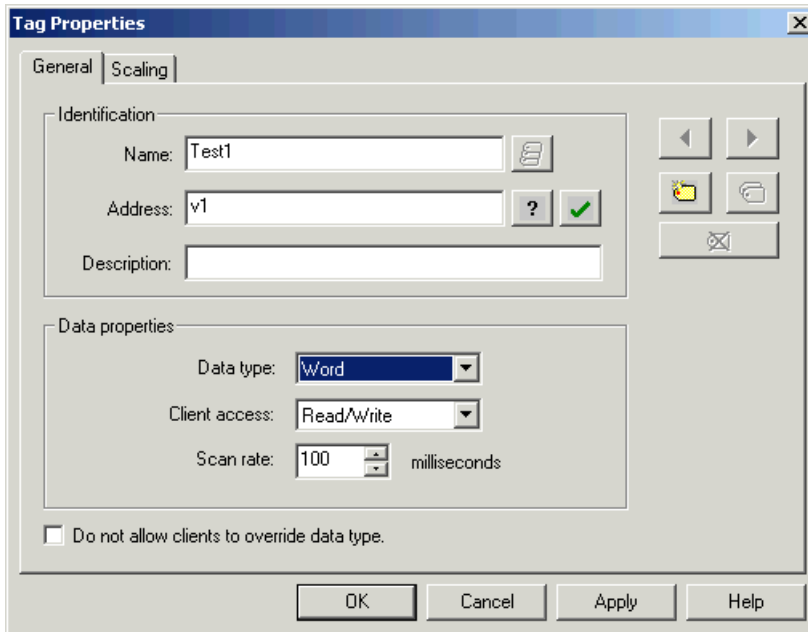 Tag Properties
General Scaling
Identification
Name: Test1
Address: v1 ?
Description:
Data properties
Data type: Word
Client access: Read/Write
Scan rate: 100 milliseconds
Do not allow clients to override data type.
OK Cancel Apply Help